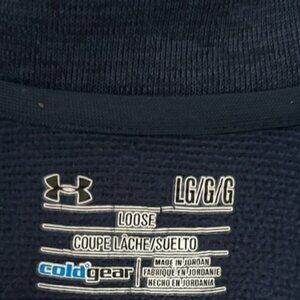 LG/G/G
LOOSE
COUPE LÂCHE/SUELTO
coldgear
MADE IN JORDAN
FABRIQUÉ EN JORDANIE
HECHO EN JORDANIA